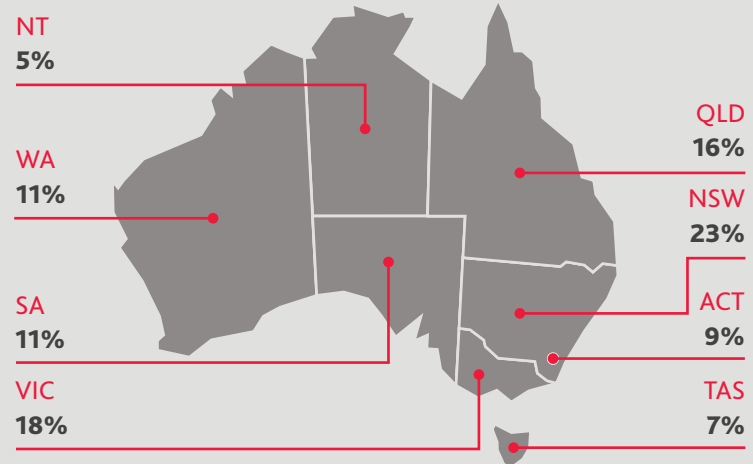 NT
5%
WA
11%
SA
11%
VIC
18%
QLD
16%
NSW
23%
ACT
9%
TAS
7%